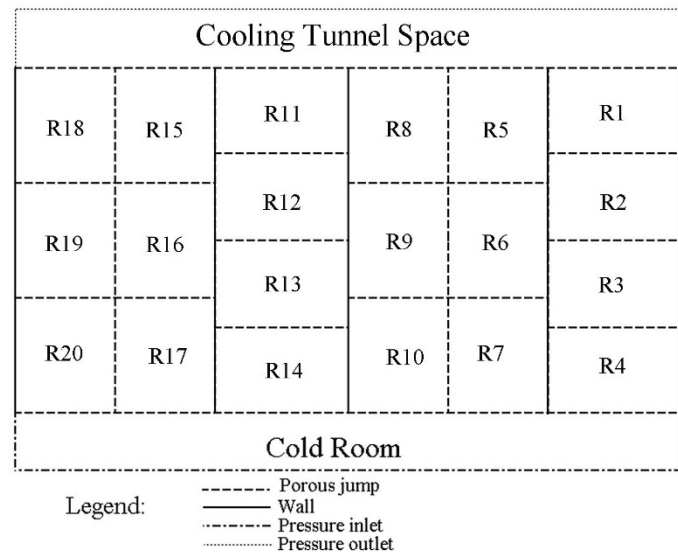 Cooling Tunnel Space
R18 R15 R11 R8 R5 R1
R12 R2
R19 R16 R9 R6
R13 R3
R20 R17 R14 R10 R7 R4
Cold Room
Legend:
Porous jump
Wall
Pressure inlet
Pressure outlet